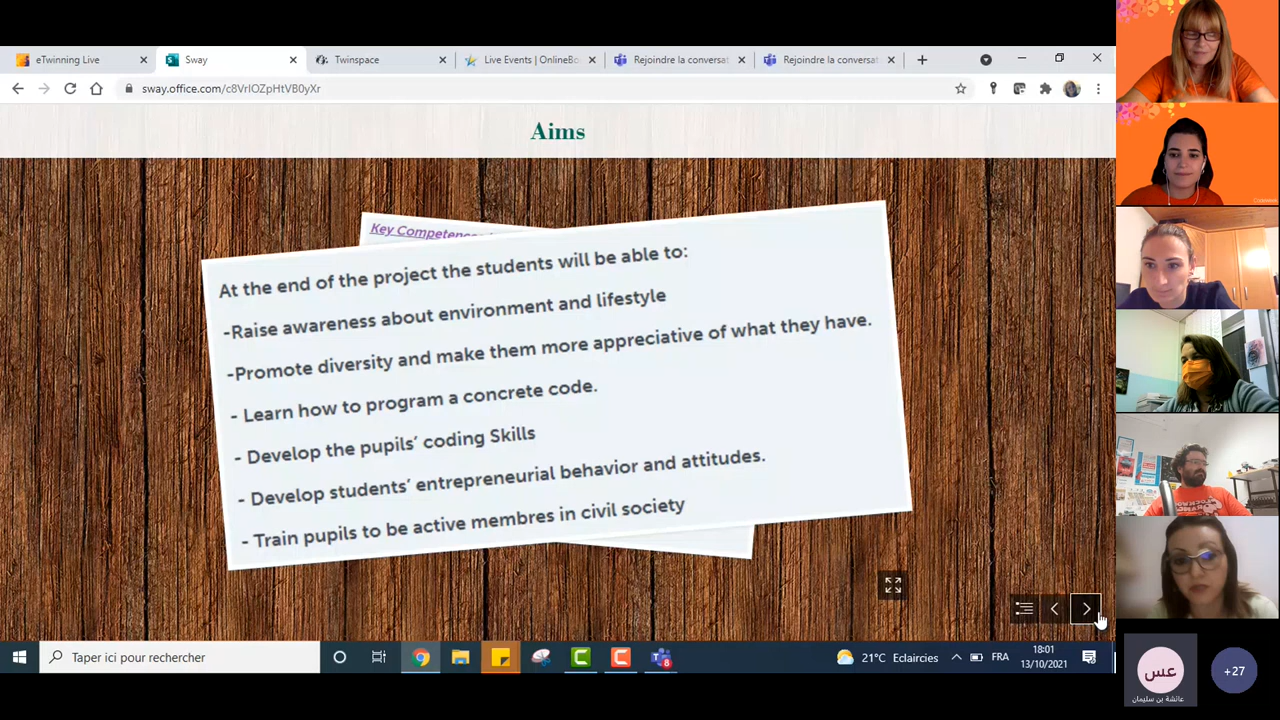 eTwinning Live
Sway
Twinspace
Live Events | OnlineBo
Rejoindre la conversat
Rejoindre la conversat
sway.office.com/c8VrIOZpHtVB0yXr
Aims
Key Competence
At the end of the project the students will be able to:
-Raise awareness about environment and lifestyle
-Promote diversity and make them more appreciative of what they have.
- Learn how to program a concrete code.
- Develop the pupils’ coding Skills
- Develop students’ entrepreneurial behavior and attitudes.
- Train pupils to be active membres in civil society
Taper ici pour rechercher
8
21°C Eclaircies
FRA
18:01
13/10/2021
عس
عائشة بن سليمان
+27